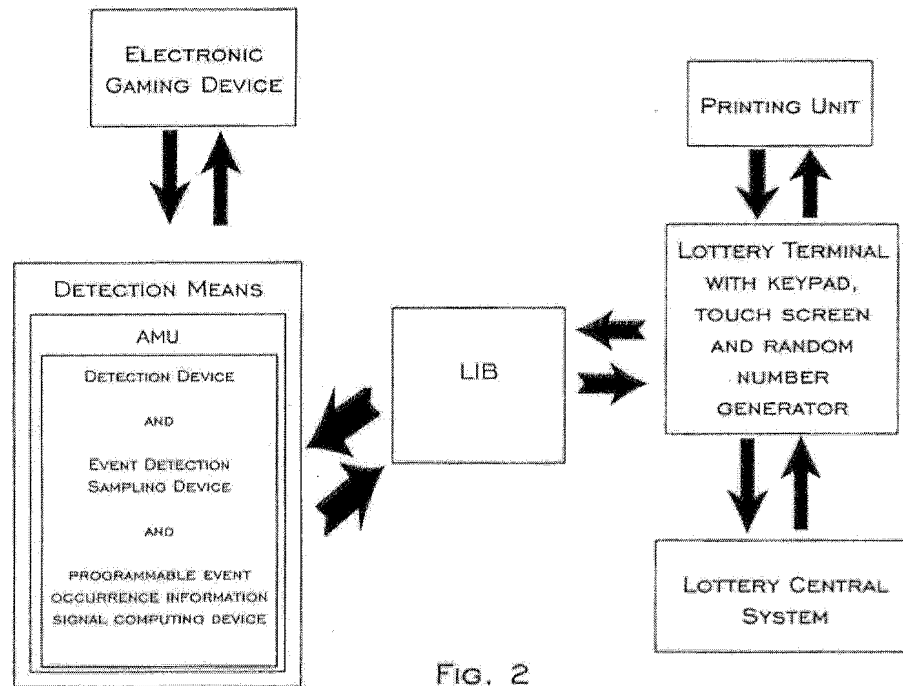 ELECTRONIC
GAMING DEVICE
PRINTING UNIT
DETECTION MEANS
AMU
DETECTION DEVICE
AND
EVENT DETECTION
SAMPLING DEVICE
AND
PROGRAMMABLE EVENT
OCCURRENCE INFORMATION
SIGNAL COMPUTING DEVICE
LIB
LOTTERY TERMINAL
WITH KEYPAD,
TOUCH SCREEN
AND RANDOM
NUMBER
GENERATOR
LOTTERY CENTRAL
SYSTEM
FIG. 2